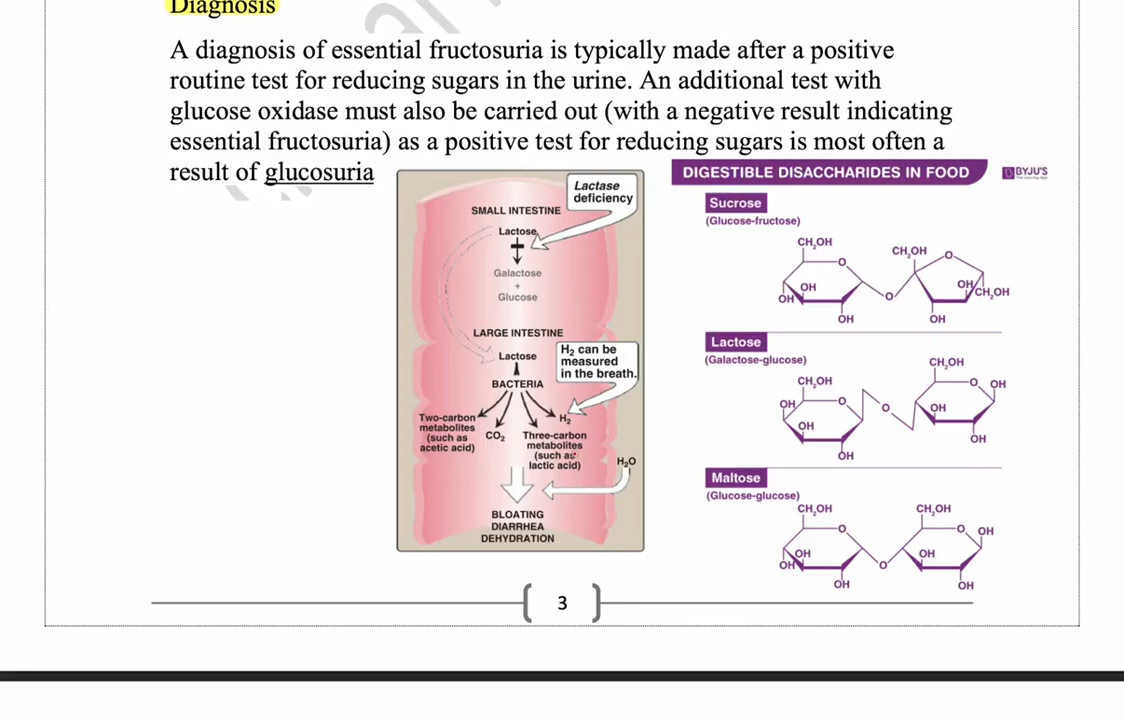 Diagnosis
A diagnosis of essential fructosuria is typically made after a positive
routine test for reducing sugars in the urine. An additional test with
glucose oxidase must also be carried out (with a negative result indicating
essential fructosuria) as a positive test for reducing sugars is most often a
result of glucosuria
Lactase
deficiency
SMALL INTESTINE
Lactose
Galactose
+
Glucose
LARGE INTESTINE
Lactose
H₂ can be
measured
in the breath.
BACTERIA
Two-carbon
metabolites
(such as
acetic acid)
CO₂
H₂
Three-carbon
metabolites
(such as
lactic acid)
H₂O
BLOATING
DIARRHEA
DEHYDRATION
DIGESTIBLE DISACCHARIDES IN FOOD
BYJU'S
Sucrose
(Glucose-fructose)
CH₂OH
CH₂OH
O
O
OH
OH
O
OH
CH₂OH
OH
OH
Lactose
(Galactose-glucose)
CH₂OH
CH₂OH
OH
O
O
O
OH
OH
OH
OH
OH
Maltose
(Glucose-glucose)
CH₂OH
CH₂OH
O
O
OH
OH
OH
OH
O
OH
OH
3